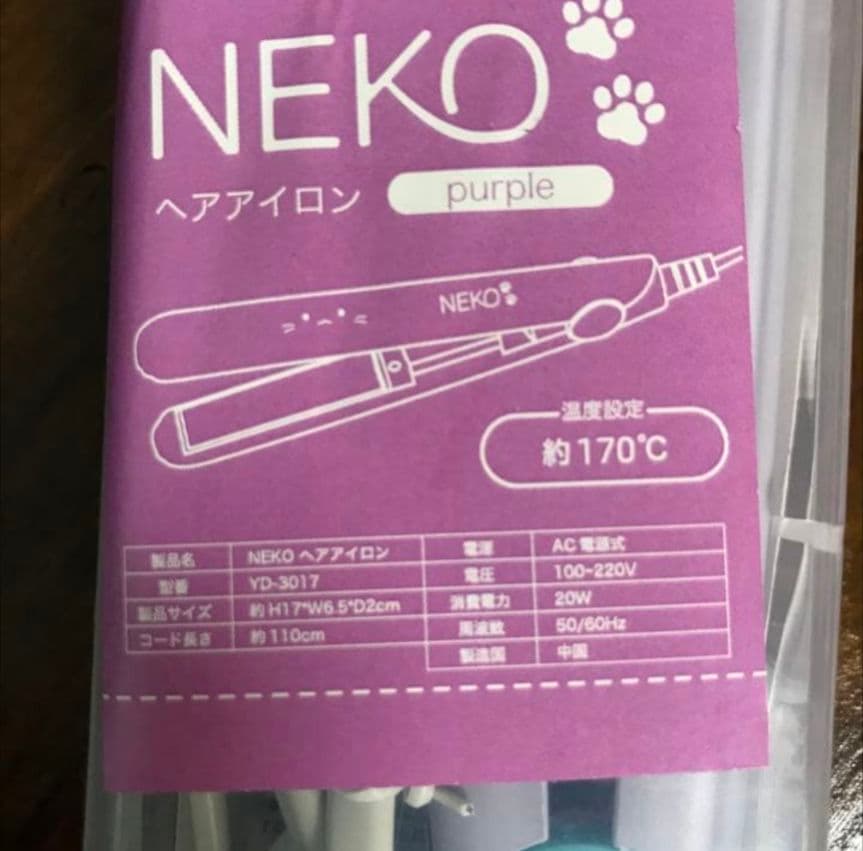 NEKO
ヘアアイロン purple
NEKO
温度設定
約170℃
製品名 NEKO ヘアアイロン 電源 AC 電源式
型番 YD-3017 電圧 100-220V
製品サイズ 約H17*W6.5*D2cm 消費電力 20W
コード長さ 約110cm 周波数 50/60Hz
製造国 中国